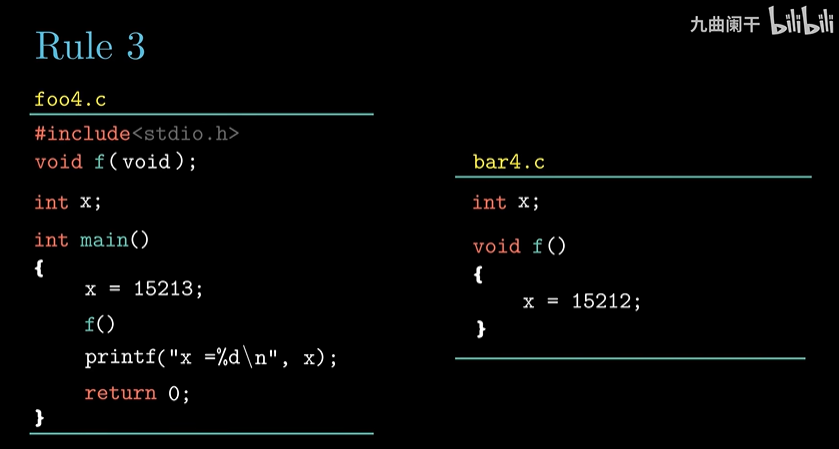 九曲阑干 bilibili
Rule 3
foo4.c
#include<stdio.h>
void f(void);
int x;
int main()
{
x = 15213;
f()
printf("x =%d\n", x);
return 0;
}
bar4.c
int x;
void f()
{
x = 15212;
}